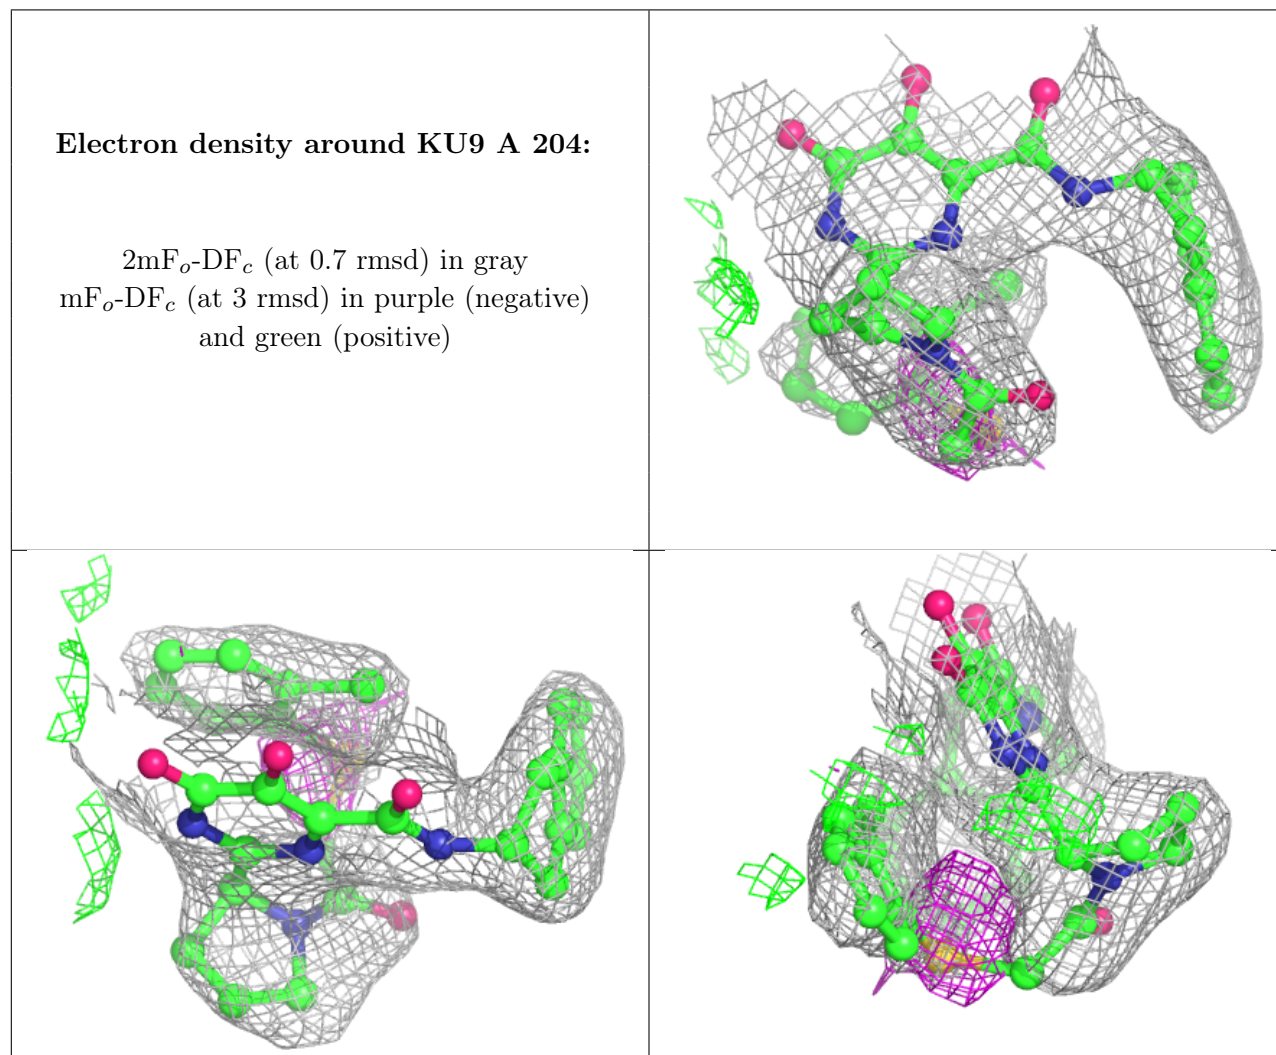 Electron density around KU9 A 204:
2mFo-DFc (at 0.7 rmsd) in gray
mFo-DFc (at 3 rmsd) in purple (negative)
and green (positive)